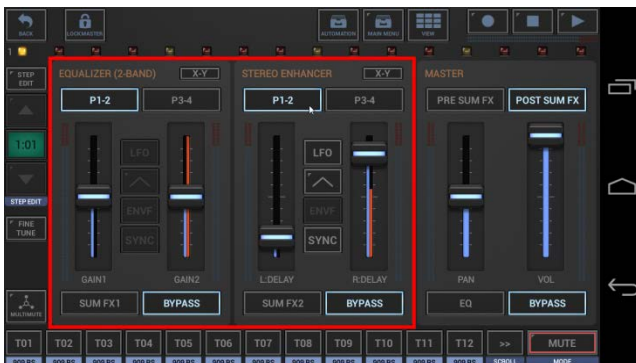 BACK
LOCKMASTER
AUTOMATION
MAIN MENU
VIEW
1
STEP EDIT
EQUALIZER (2-BAND)
X-Y
STEREO ENHANCER
X-Y
MASTER
P1-2
P3-4
P1-2
P3-4
PRE SUM FX
POST SUM FX
1:01
LFO
LFO
STEP EDIT
ENVF
ENVF
FINE TUNE
SYNC
SYNC
GAIN1
GAIN2
L:DELAY
R:DELAY
PAN
VOL
MULTIMUTE
SUM FX1
BYPASS
SUM FX2
BYPASS
EQ
BYPASS
T01
T02
T03
T04
T05
T06
T07
T08
T09
T10
T11
T12
>>
MUTE
SCROLL
MODE